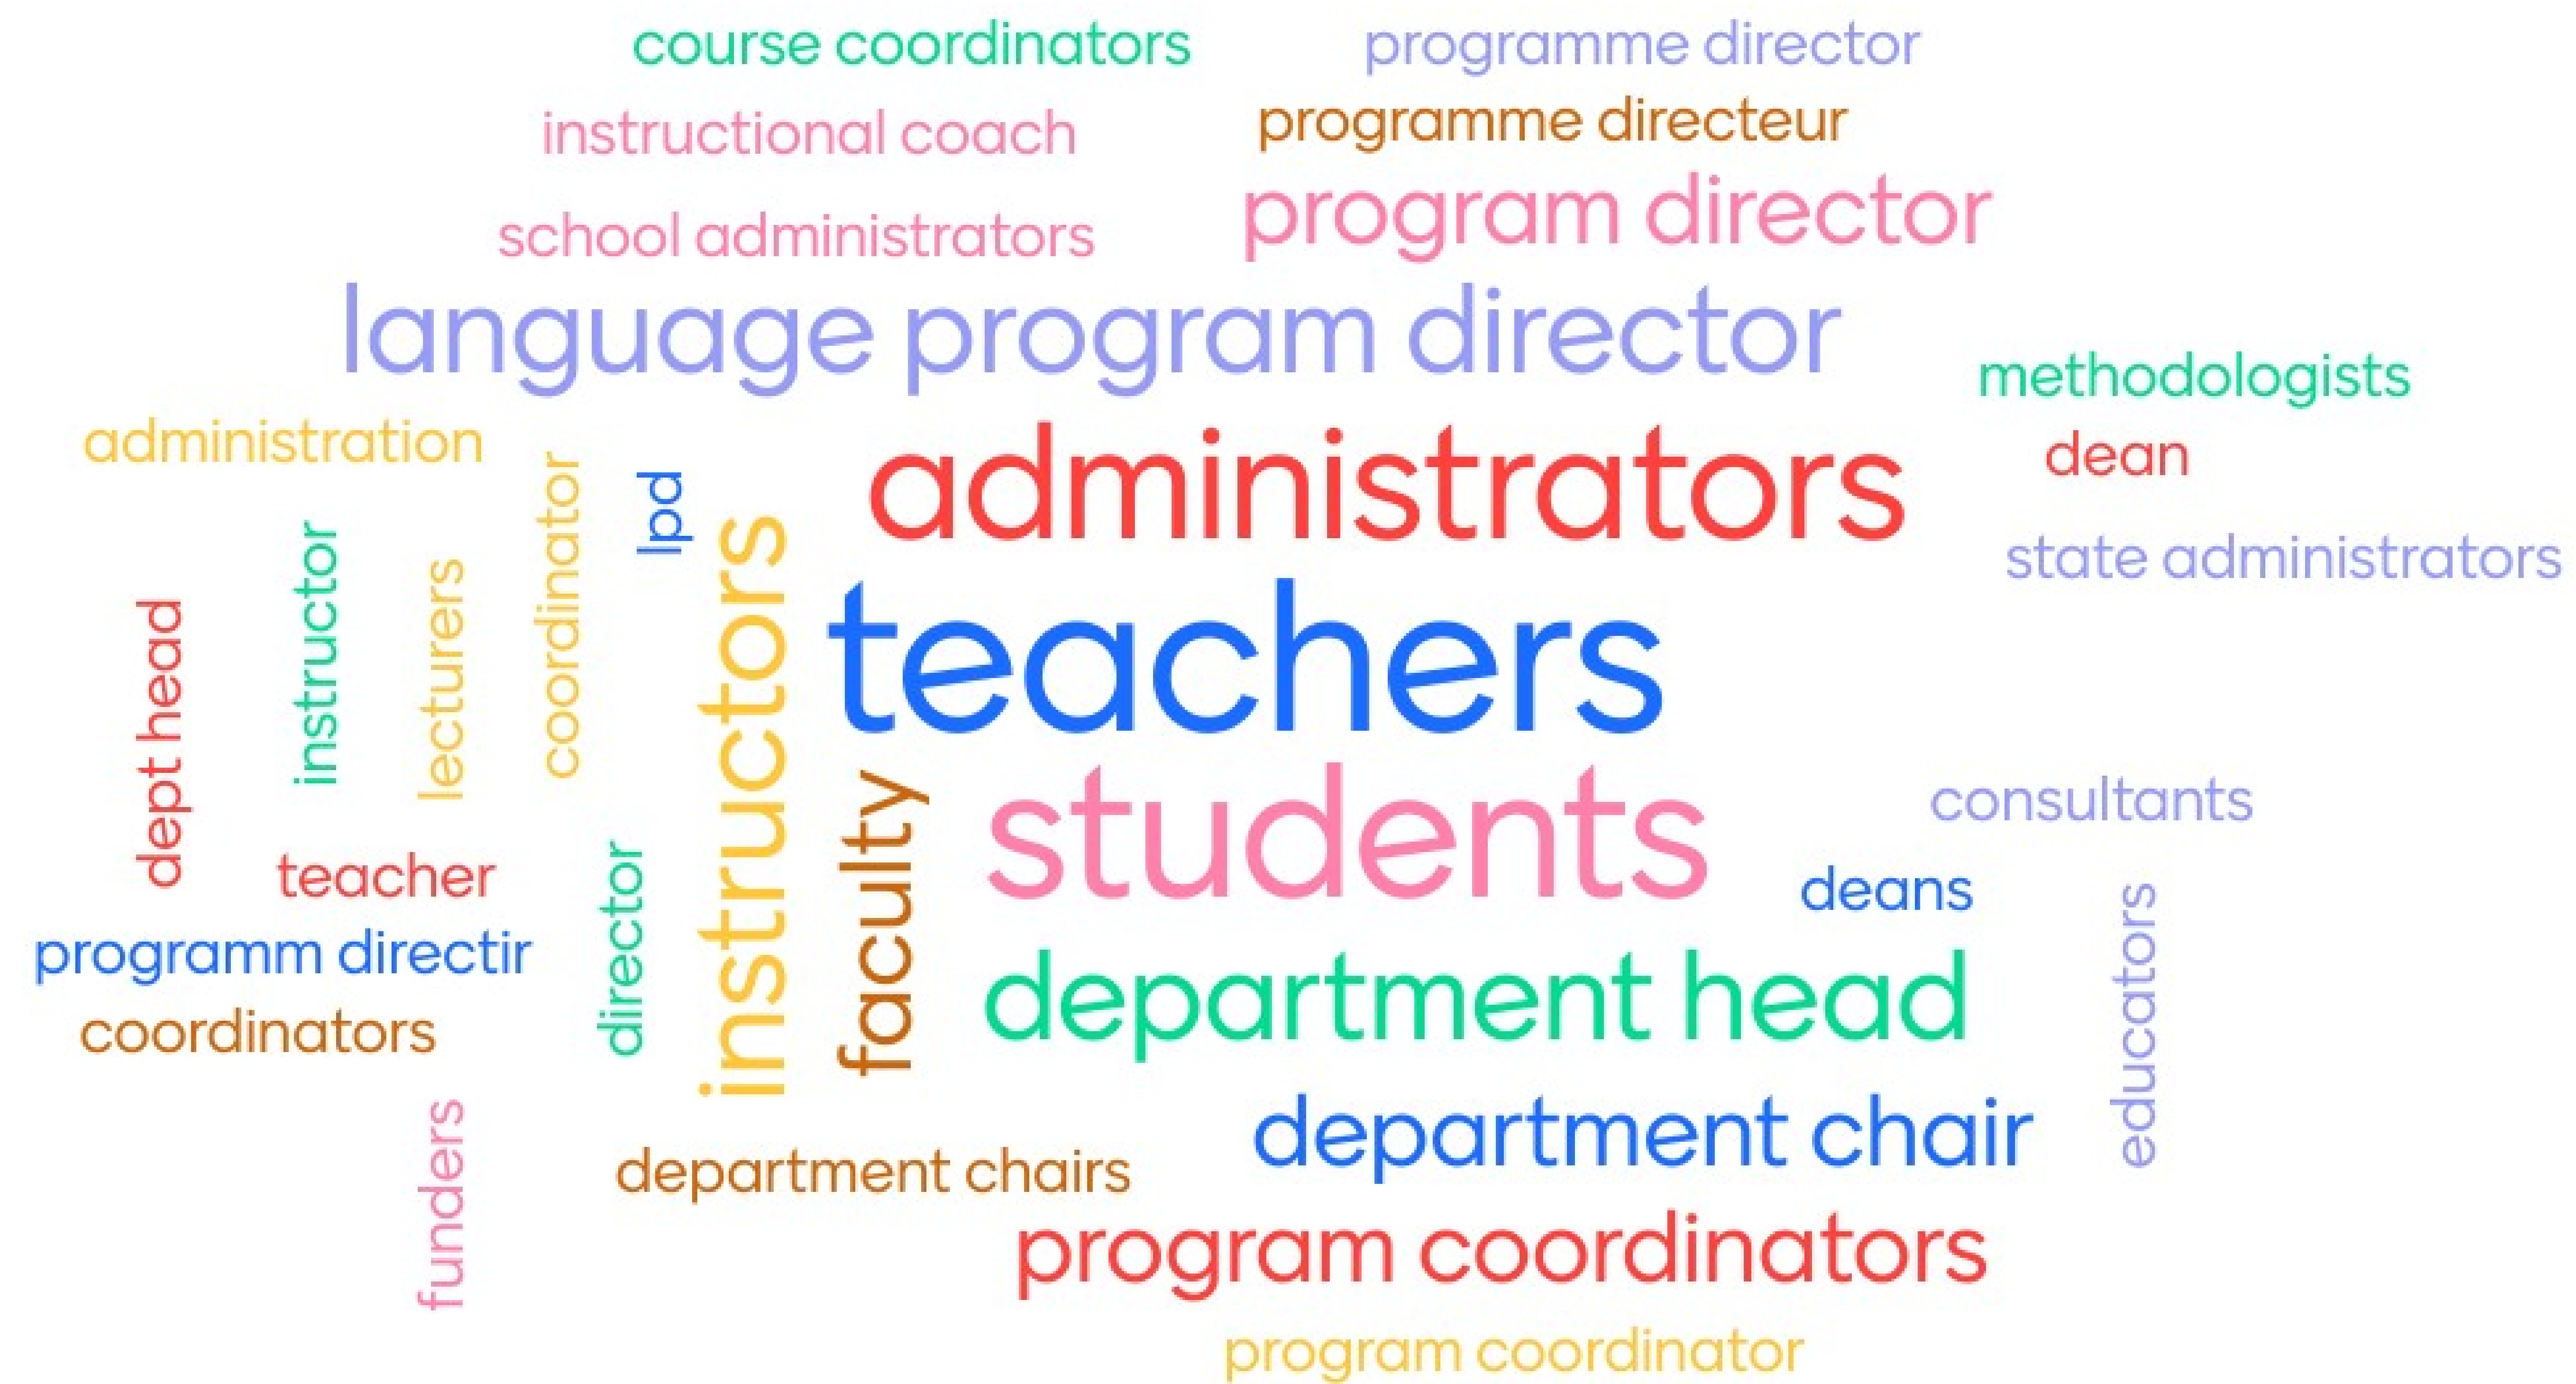 course coordinators
programme director
instructional coach
programme directeur
school administrators
program director
language program director
methodologists
administration
administrators
dean
coordinator
lpd
state administrators
instructor
lecturers
instructors
teachers
dept head
students
consultants
teacher
faculty
deans
director
educators
programm directir
department head
coordinators
funders
department chair
department chairs
program coordinators
program coordinator